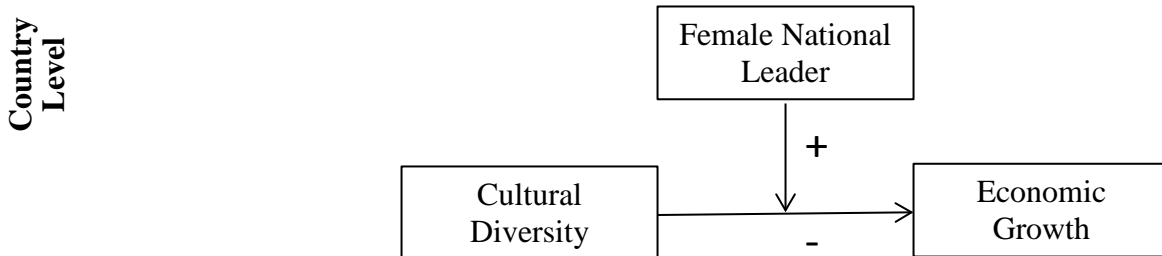 Country
Level
Female National
Leader
+
Cultural
Diversity
-
Economic
Growth